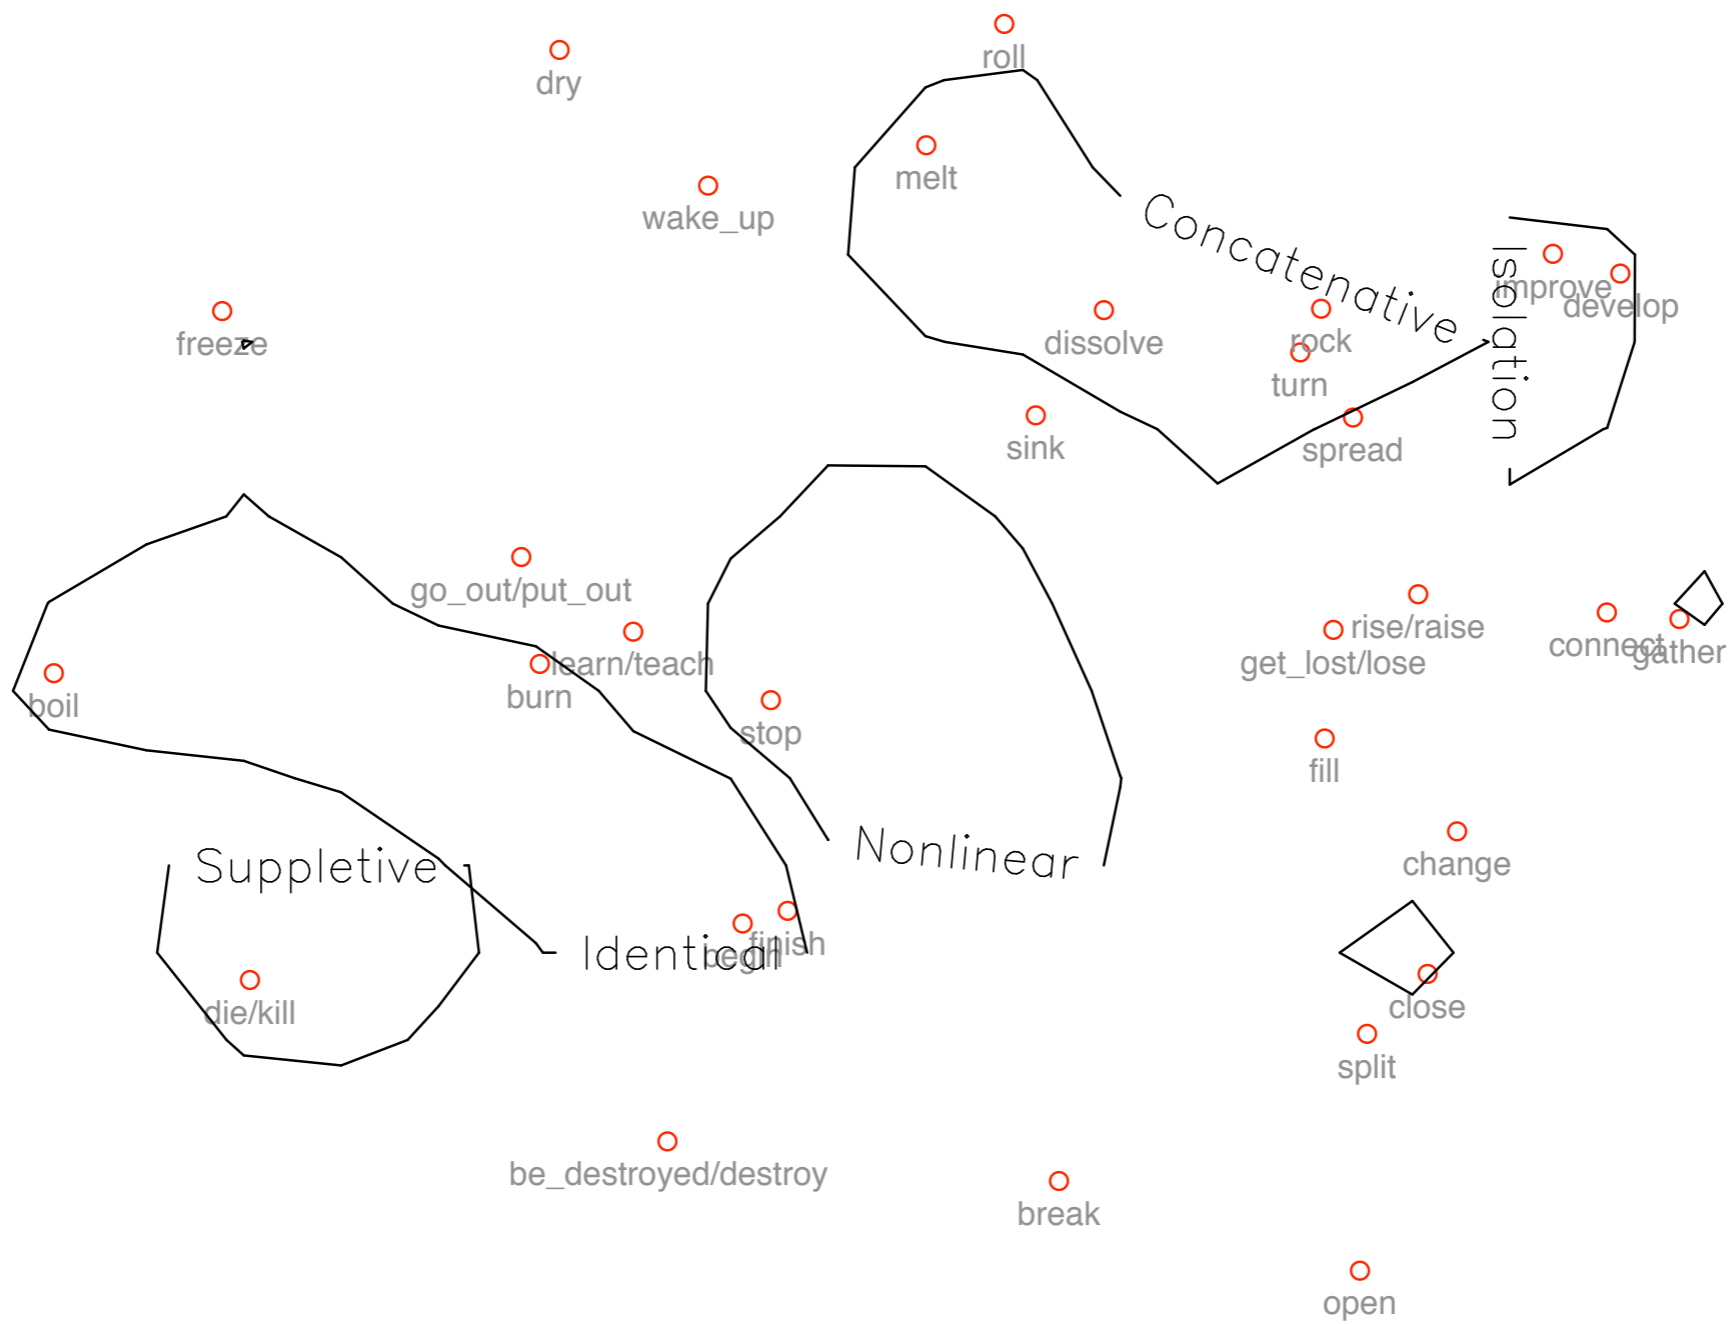 roll
dry
melt
wake_up
Concatenative
Isolation
improve
develop
freeze
dissolve
rock
turn
sink
spread
go_out/put_out
rise/raise
learn/teach
get_lost/lose
connect
gather
burn
boil
stop
fill
Nonlinear
change
Suppletive
finish
begin
Identical
close
die/kill
split
be_destroyed/destroy
break
open